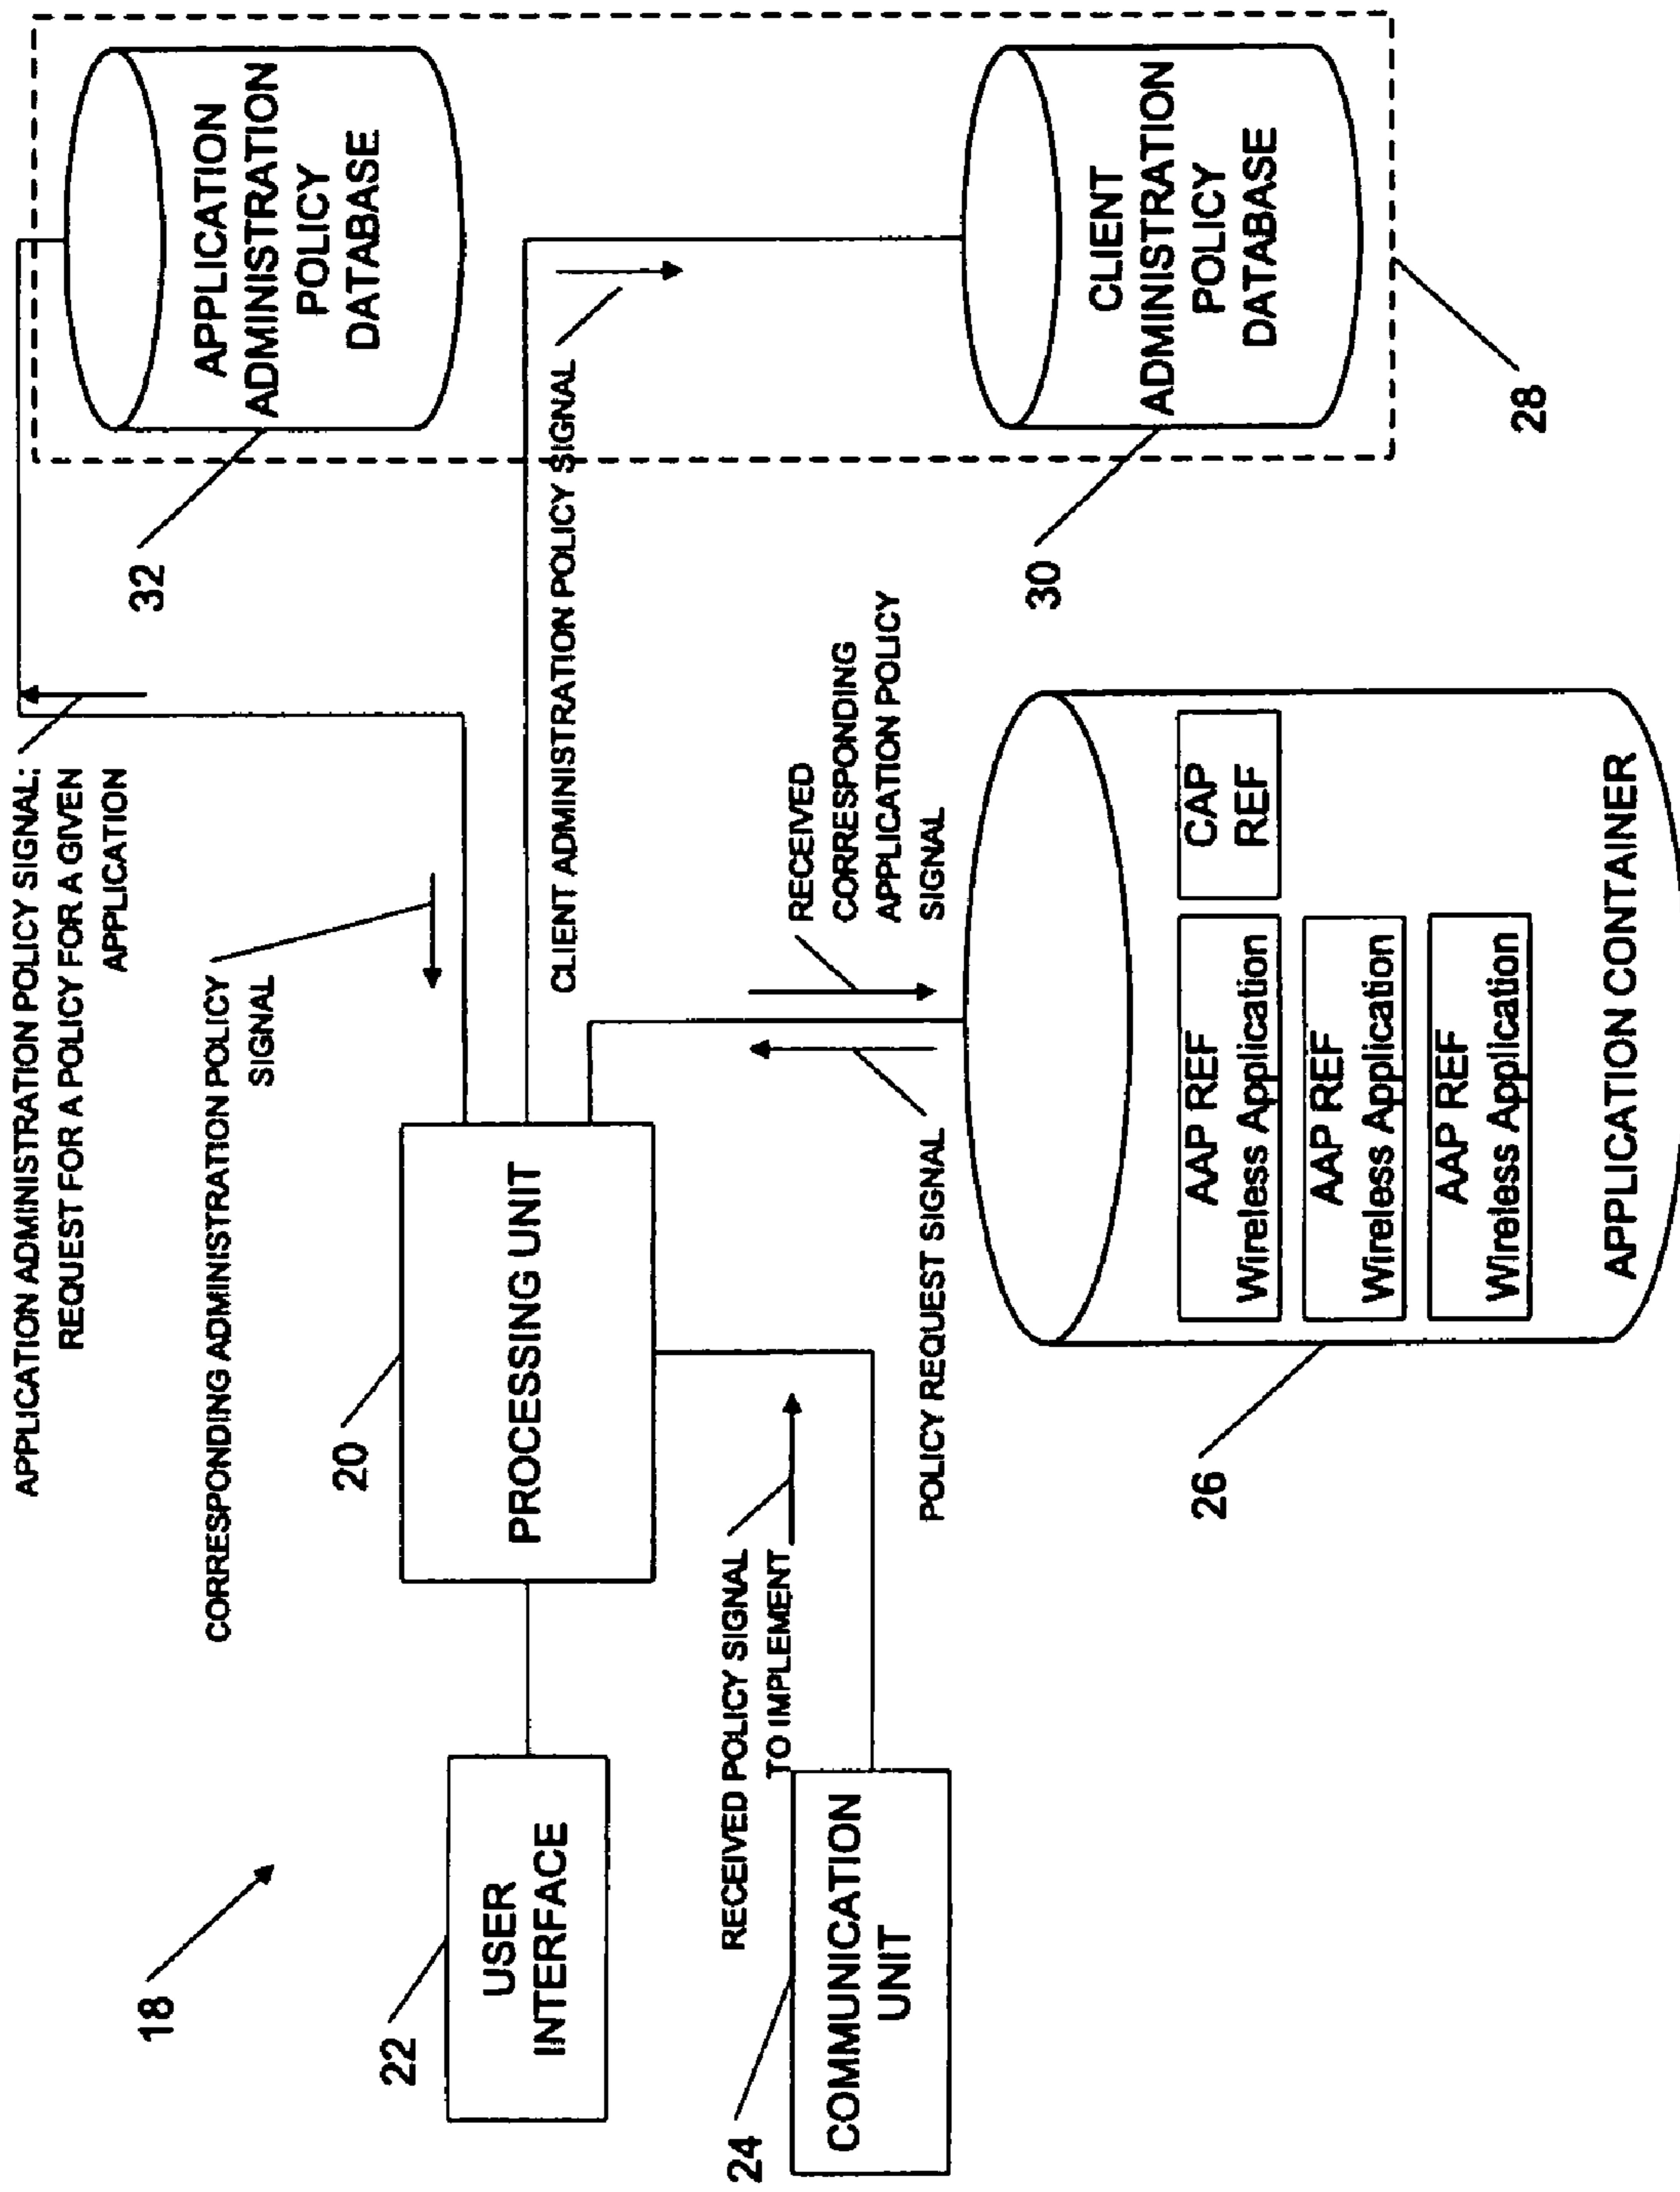 APPLICATION ADMINISTRATION POLICY SIGNAL:
REQUEST FOR A POLICY FOR A GIVEN
APPLICATION
32
APPLICATION
ADMINISTRATION
POLICY
DATABASE
18
CORRESPONDING ADMINISTRATION POLICY
SIGNAL
20
22
USER
INTERFACE
PROCESSING UNIT
CLIENT ADMINISTRATION POLICY SIGNAL
RECEIVED POLICY SIGNAL
TO IMPLEMENT
24
COMMUNICATION
UNIT
RECEIVED
CORRESPONDING
APPLICATION POLICY
SIGNAL
POLICY REQUEST SIGNAL
30
CLIENT
ADMINISTRATION
POLICY
DATABASE
26
AAP REF
Wireless Application
CAP
REF
AAP REF
Wireless Application
AAP REF
Wireless Application
APPLICATION CONTAINER
28